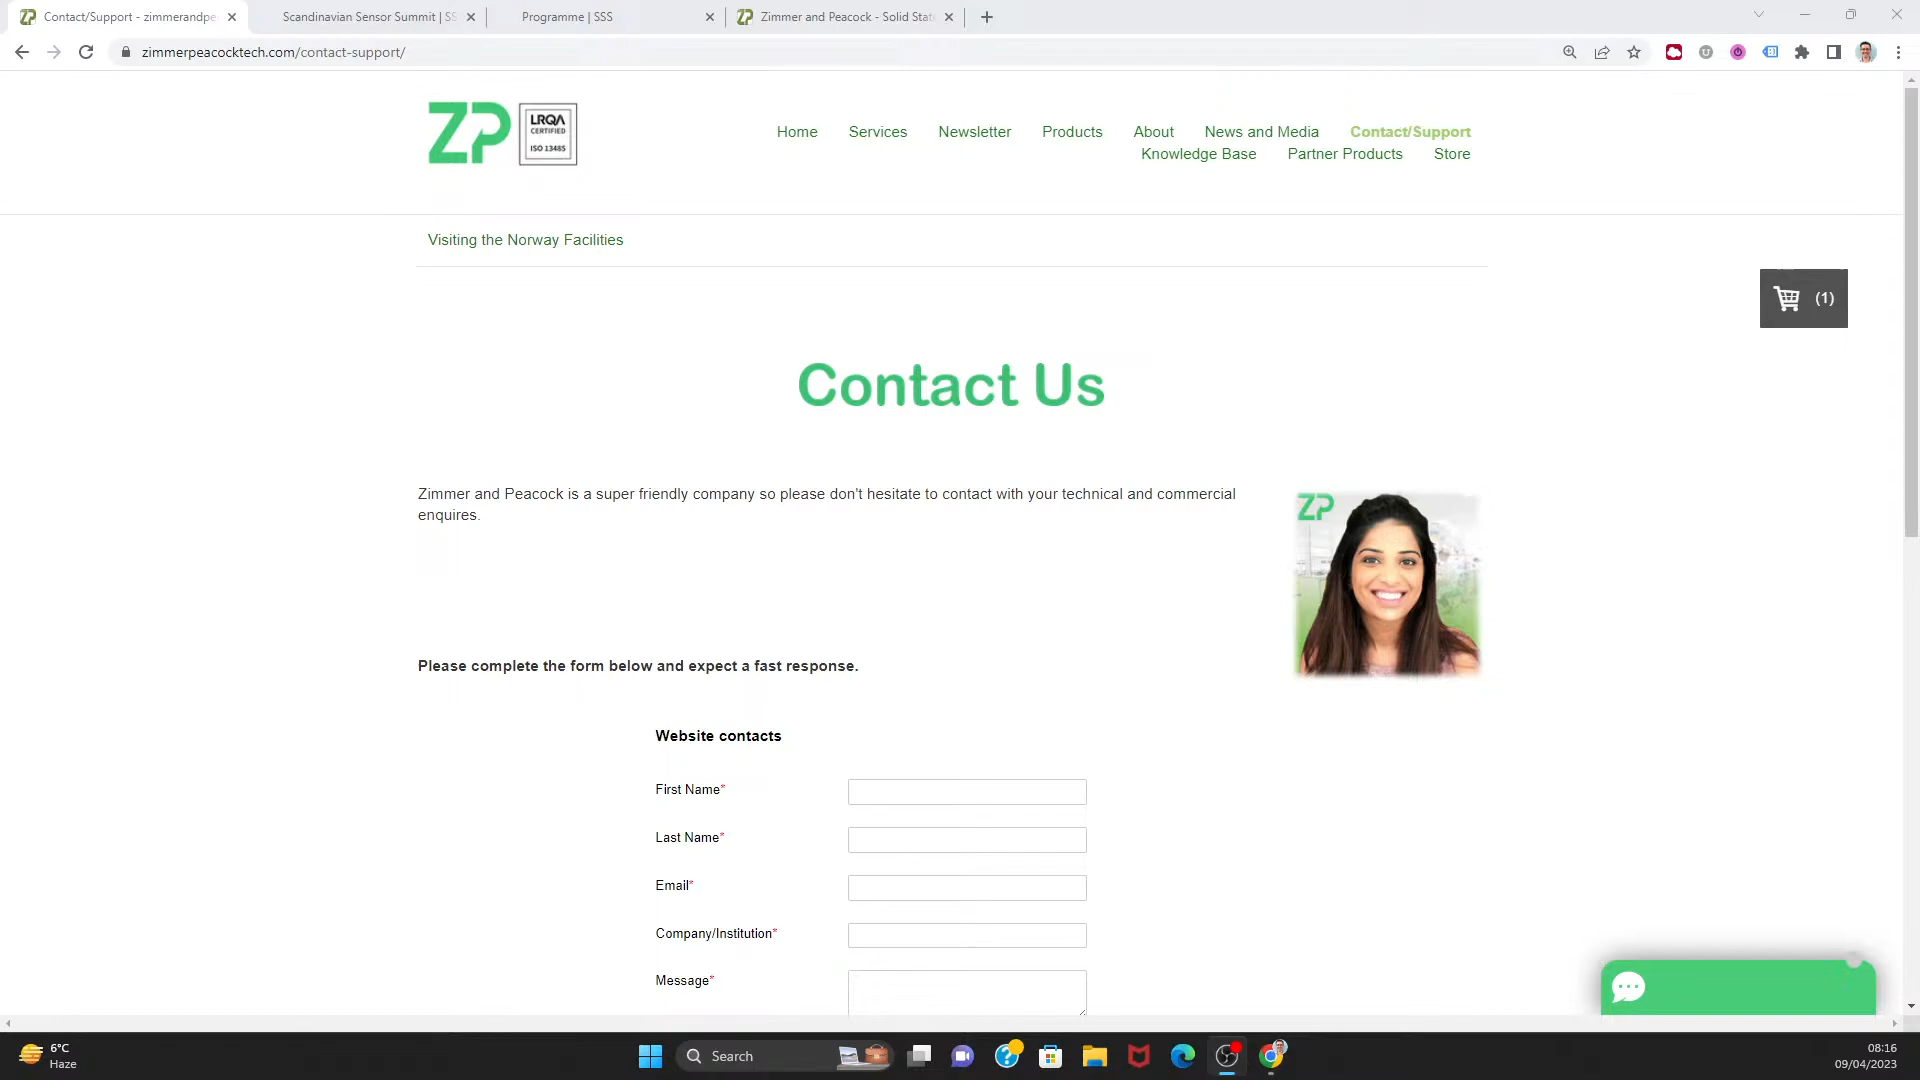 Contact/Support - zimmerandpe
Scandinavian Sensor Summit | SS
Programme | SSS
Zimmer and Peacock - Solid Stat
zimmerpeacocktech.com/contact-support/
ZP
LRQA
CERTIFIED
ISO 13485
Home Services Newsletter Products About News and Media Contact/Support
Knowledge Base Partner Products Store
Visiting the Norway Facilities
(1)
Contact Us
Zimmer and Peacock is a super friendly company so please don't hesitate to contact with your technical and commercial
enquires.
ZP
Please complete the form below and expect a fast response.
Website contacts
First Name*
Last Name*
Email*
Company/Institution*
Message*
6°C
Haze
Search
08:16
09/04/2023